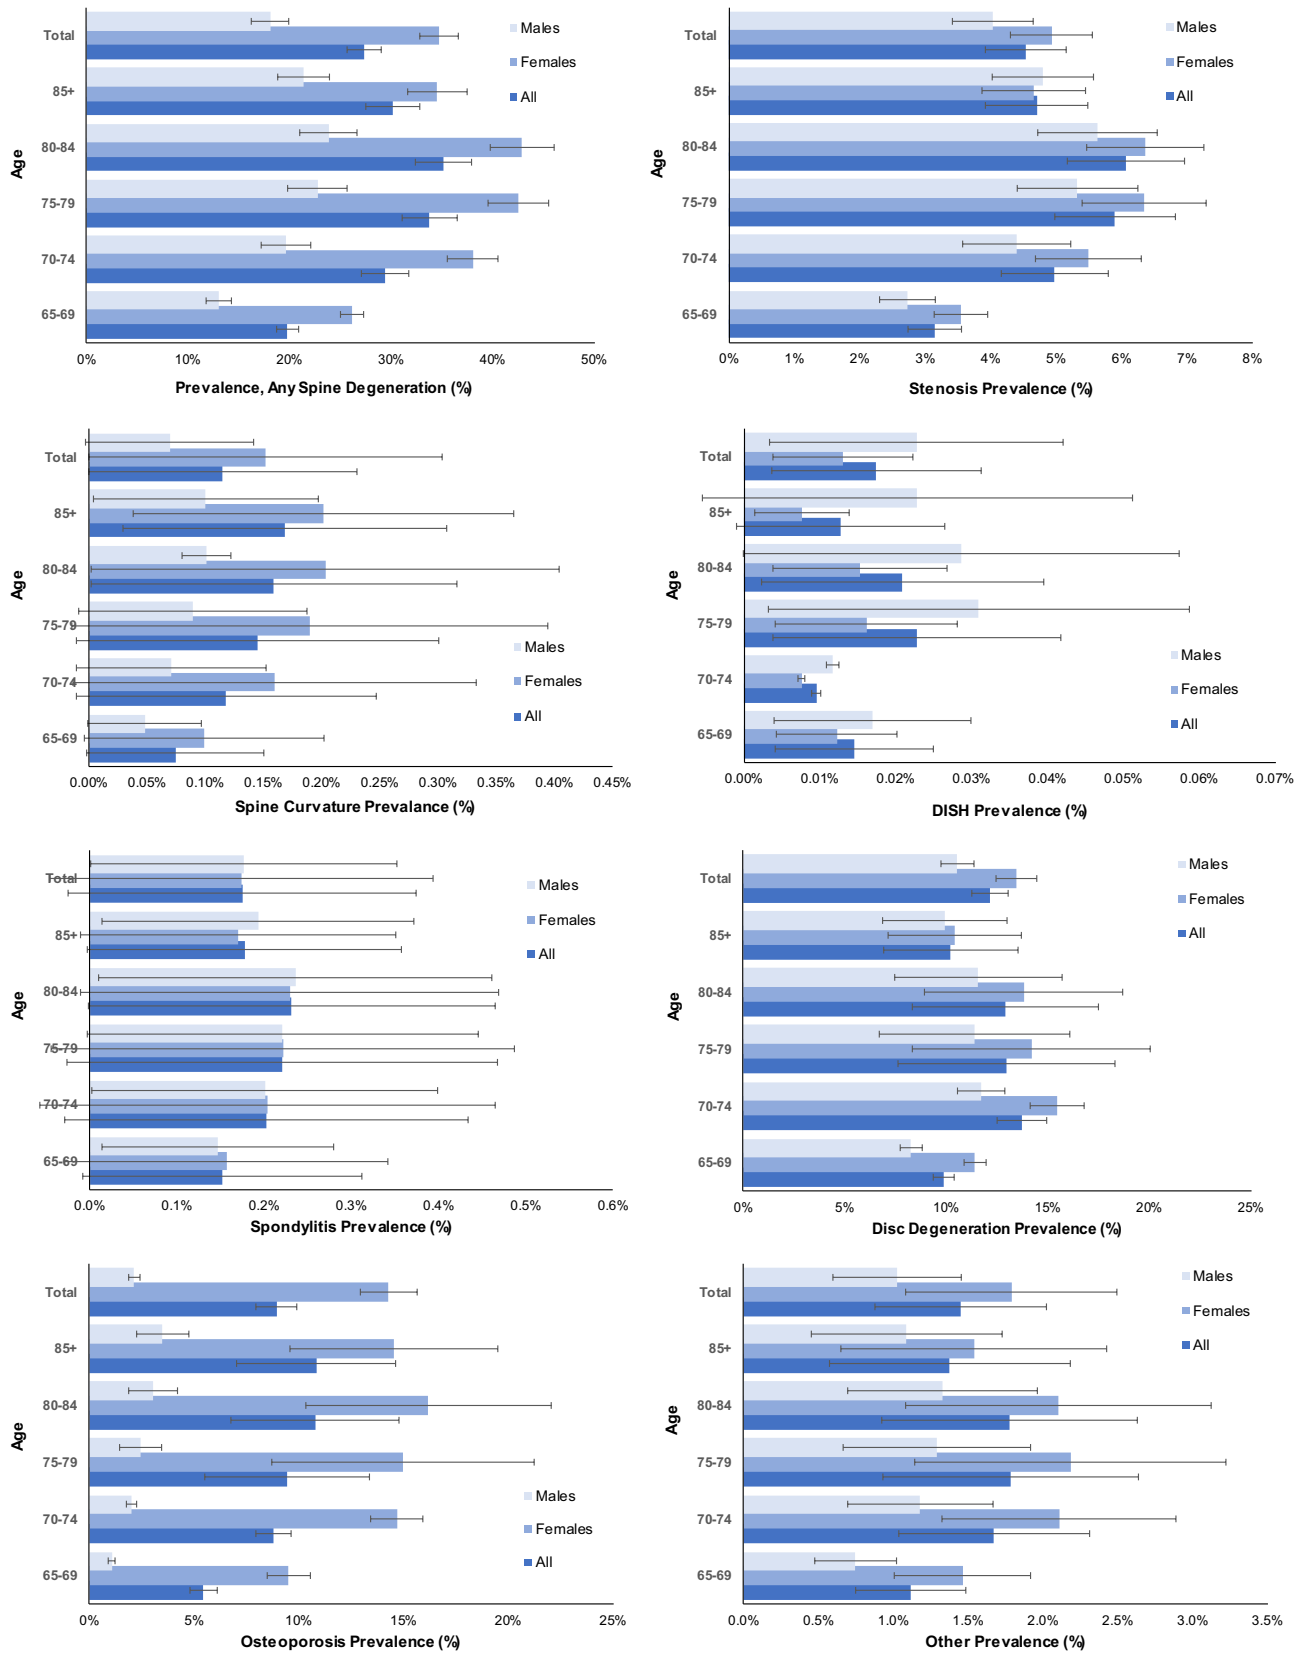 Males
Females
All
Total
85+
80-84
75-79
70-74
65-69
Age
0% 10% 20% 30% 40% 50%
Prevalence, Any Spine Degeneration (%)
Males
Females
All
Total
85+
80-84
75-79
70-74
65-69
Age
0% 1% 2% 3% 4% 5% 6% 7% 8%
Stenosis Prevalence (%)
Total
85+
80-84
75-79
70-74
65-69
Age
Males
Females
All
0.00% 0.05% 0.10% 0.15% 0.20% 0.25% 0.30% 0.35% 0.40% 0.45%
Spine Curvature Prevalance (%)
Total
85+
80-84
75-79
70-74
65-69
Age
Males
Females
All
0.00% 0.01% 0.02% 0.03% 0.04% 0.05% 0.06% 0.07%
DISH Prevalence (%)
Total
85+
80-84
75-79
70-74
65-69
Age
Males
Females
All
0.0% 0.1% 0.2% 0.3% 0.4% 0.5% 0.6%
Spondylitis Prevalence (%)
Total
85+
80-84
75-79
70-74
65-69
Age
Males
Females
All
0% 5% 10% 15% 20% 25%
Disc Degeneration Prevalence (%)
Total
85+
80-84
75-79
70-74
65-69
Age
Males
Females
All
0% 5% 10% 15% 20% 25%
Osteoporosis Prevalence (%)
Total
85+
80-84
75-79
70-74
65-69
Age
Males
Females
All
0.0% 0.5% 1.0% 1.5% 2.0% 2.5% 3.0% 3.5%
Other Prevalence (%)